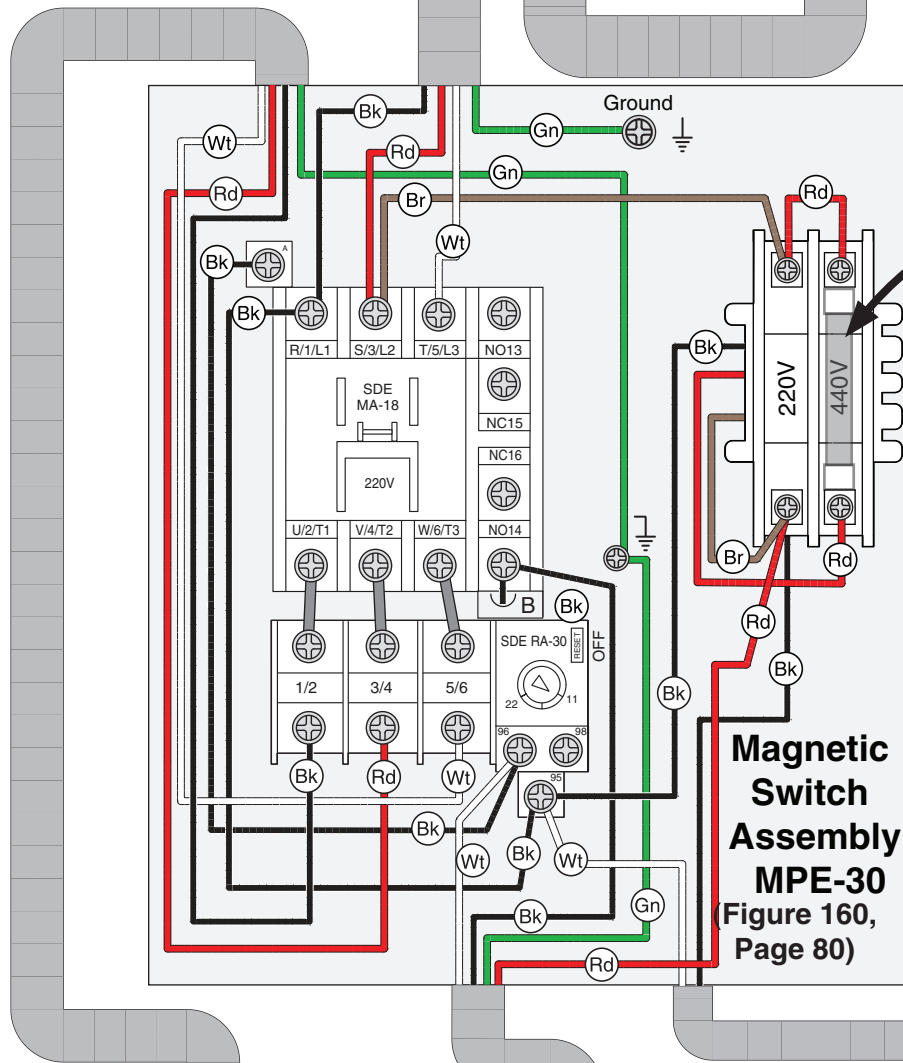 Ground
Bk
Gn
Wt
Rd
Gn
Rd
Br
Rd
Wt
A
Bk
Bk
R/1/L1
S/3/L2
T/5/L3
NO13
Bk
SDE
MA-18
220V
440V
NC15
NC16
220V
U/2/T1
V/4/T2
W/6/T3
NO14
Br
Rd
B
Bk
SDE RA-30
RESET
OFF
Rd
1/2
3/4
5/6
22
11
Bk
Bk
96
98
Bk
Rd
Wt
95
Bk
Wt
Bk
Wt
Bk
Gn
Rd
Magnetic
Switch
Assembly
MPE-30
(Figure 160,
Page 80)